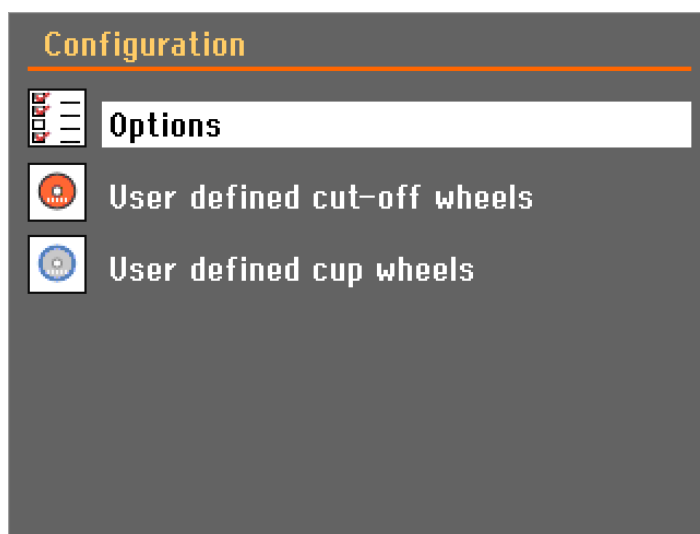 Configuration
Options
User defined cut-off wheels
User defined cup wheels